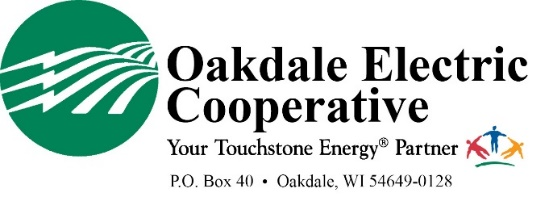 Oakdale Electric
Cooperative
Your Touchstone Energy® Partner
P.O. Box 40 • Oakdale, WI 54649-0128